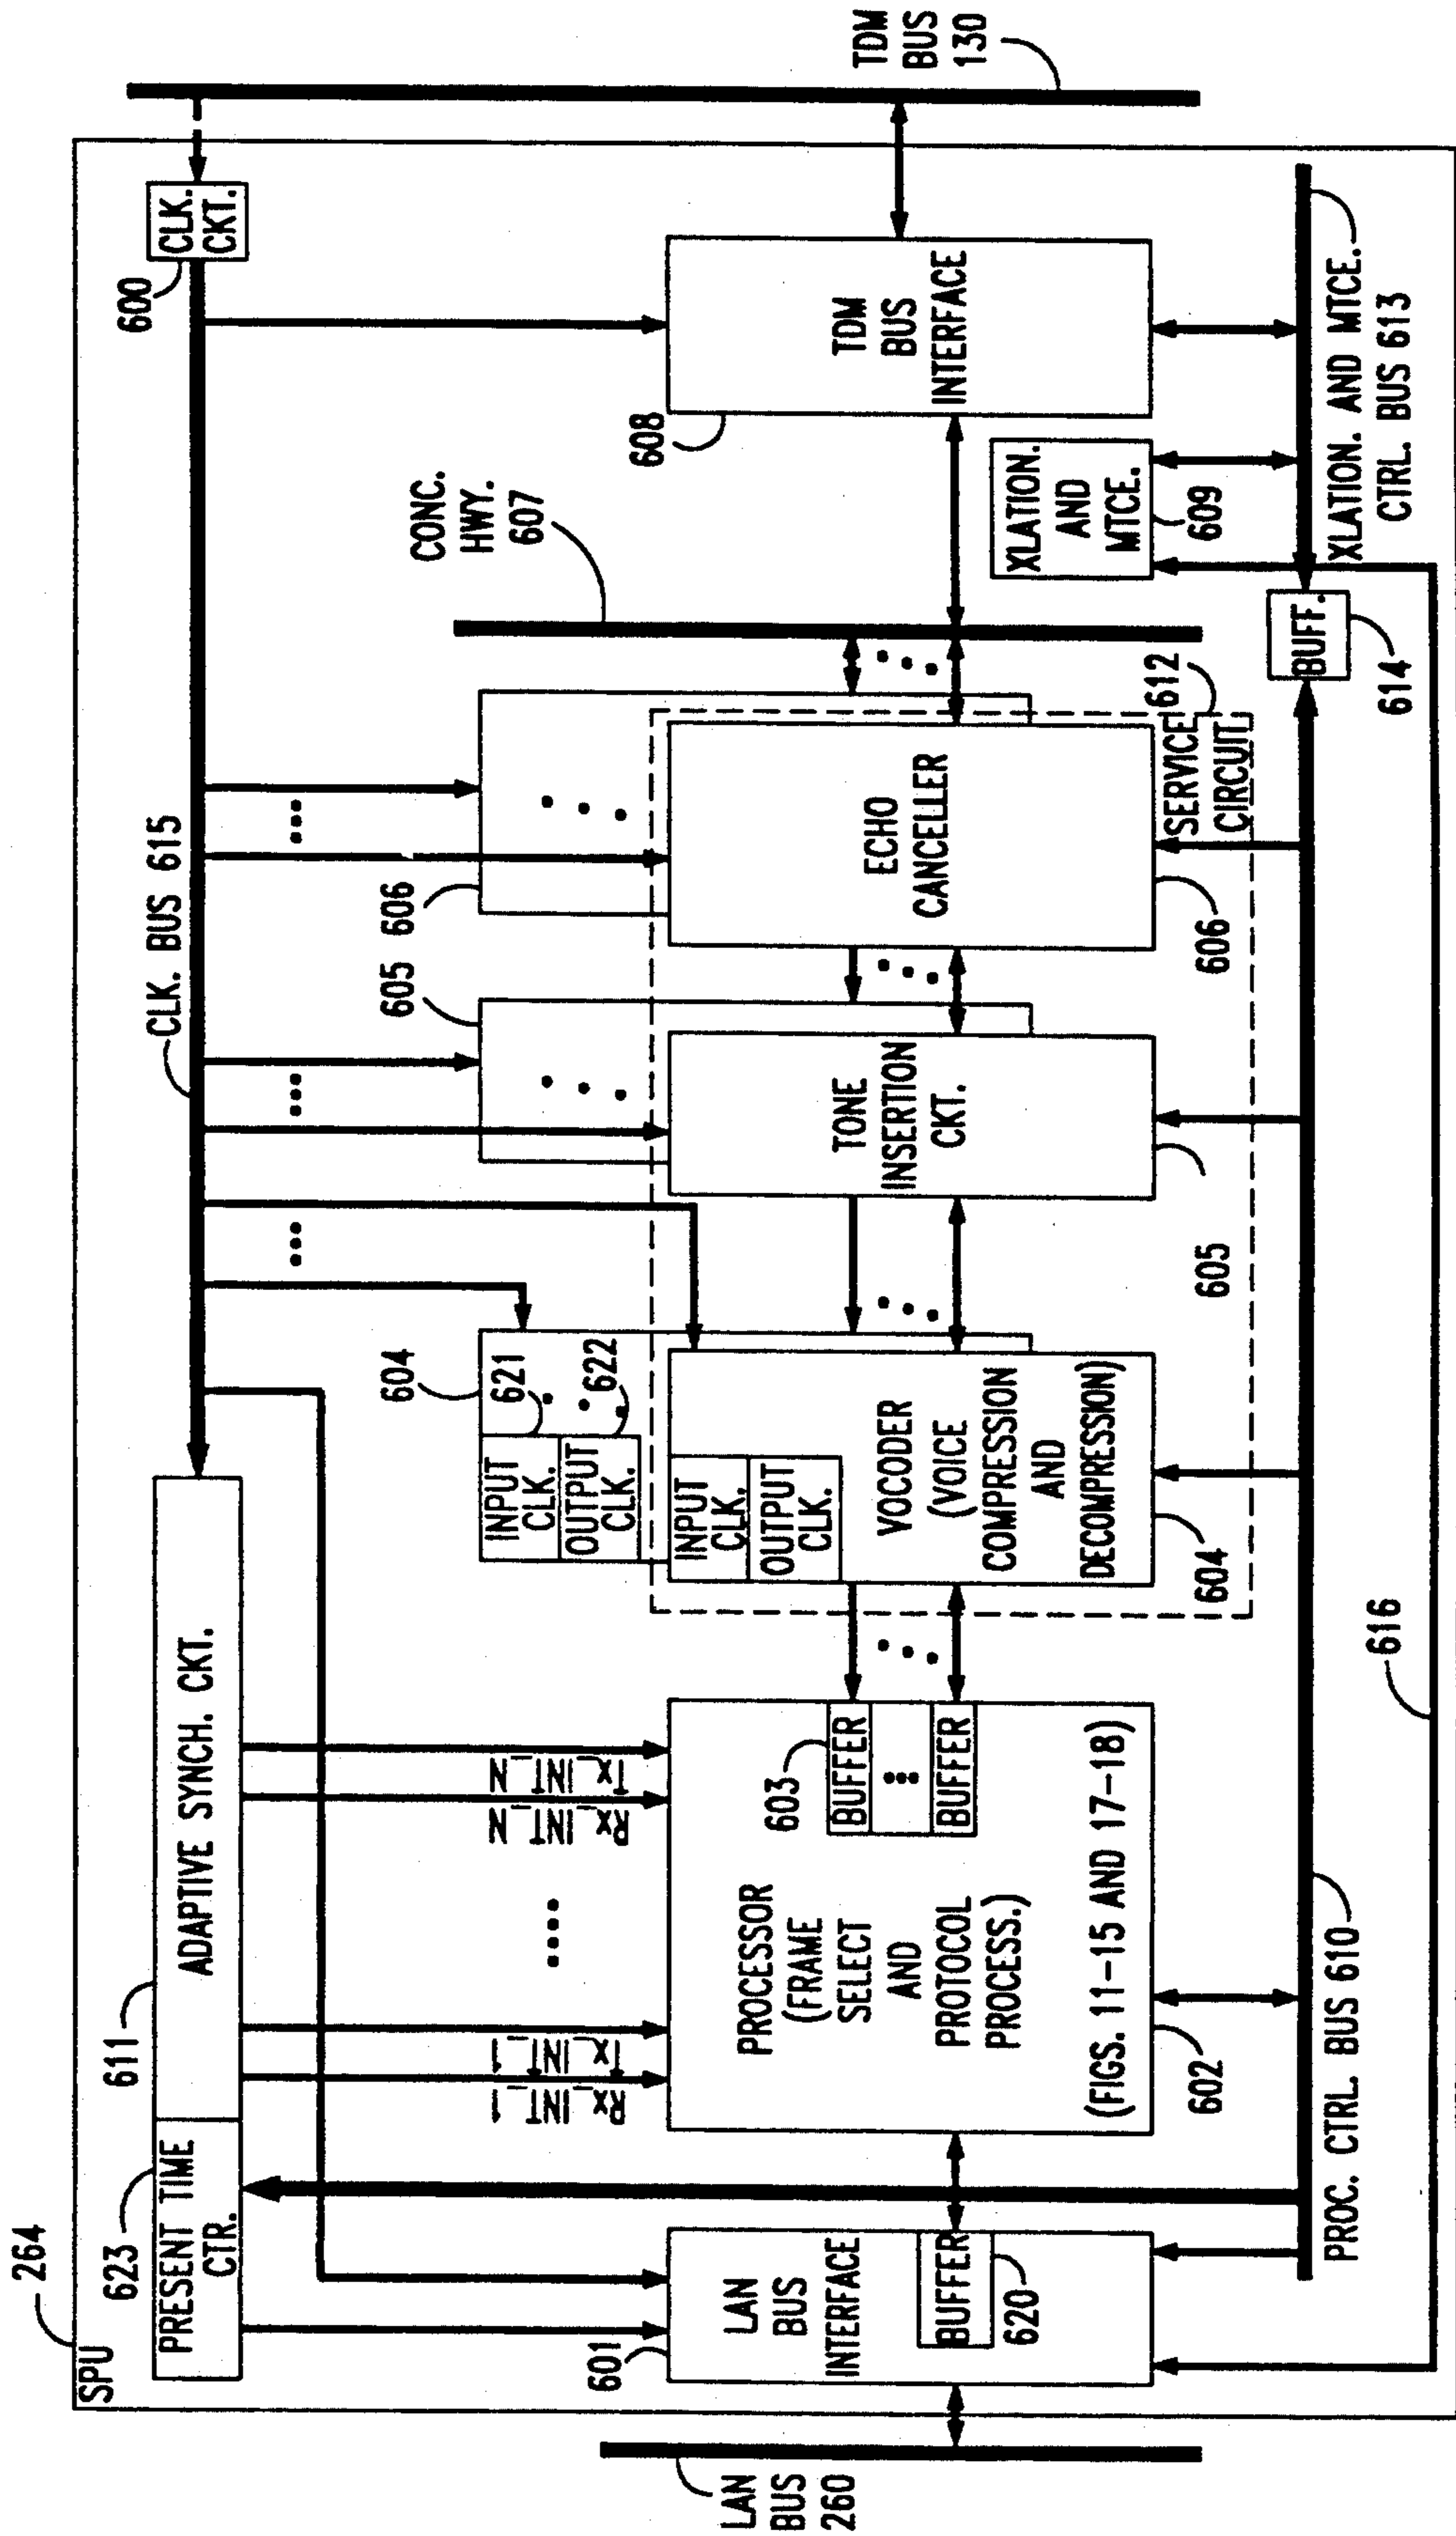 264
SPU
623
PRESENT TIME
CTR.
611
ADAPTIVE SYNCH. CKT.
CLK. BUS 615
600
CLK.
CKT.
TDM
BUS
130
Rx_INT_1
Tx_INT_1
Rx_INT_N
Tx_INT_N
604
621
622
INPUT
CLK.
OUTPUT
CLK.
605
606
CONC.
HWY.
607
LAN
BUS
260
601
LAN
BUS
INTERFACE
BUFFER
620
PROCESSOR
(FRAME
SELECT
AND
PROTOCOL
PROCESS.)
(FIGS. 11-15 AND 17-18)
602
603
BUFFER
BUFFER
INPUT
CLK.
OUTPUT
CLK.
VOCODER
(VOICE
COMPRESSION
AND
DECOMPRESSION)
604
TONE
INSERTION
CKT.
605
ECHO
CANCELLER
606
SERVICE
CIRCUIT
612
608
TDM
BUS
INTERFACE
XLATION.
AND
MTCE.
609
BUFF.
614
XLATION. AND MTCE.
CTRL. BUS 613
PROC. CTRL. BUS 610
616